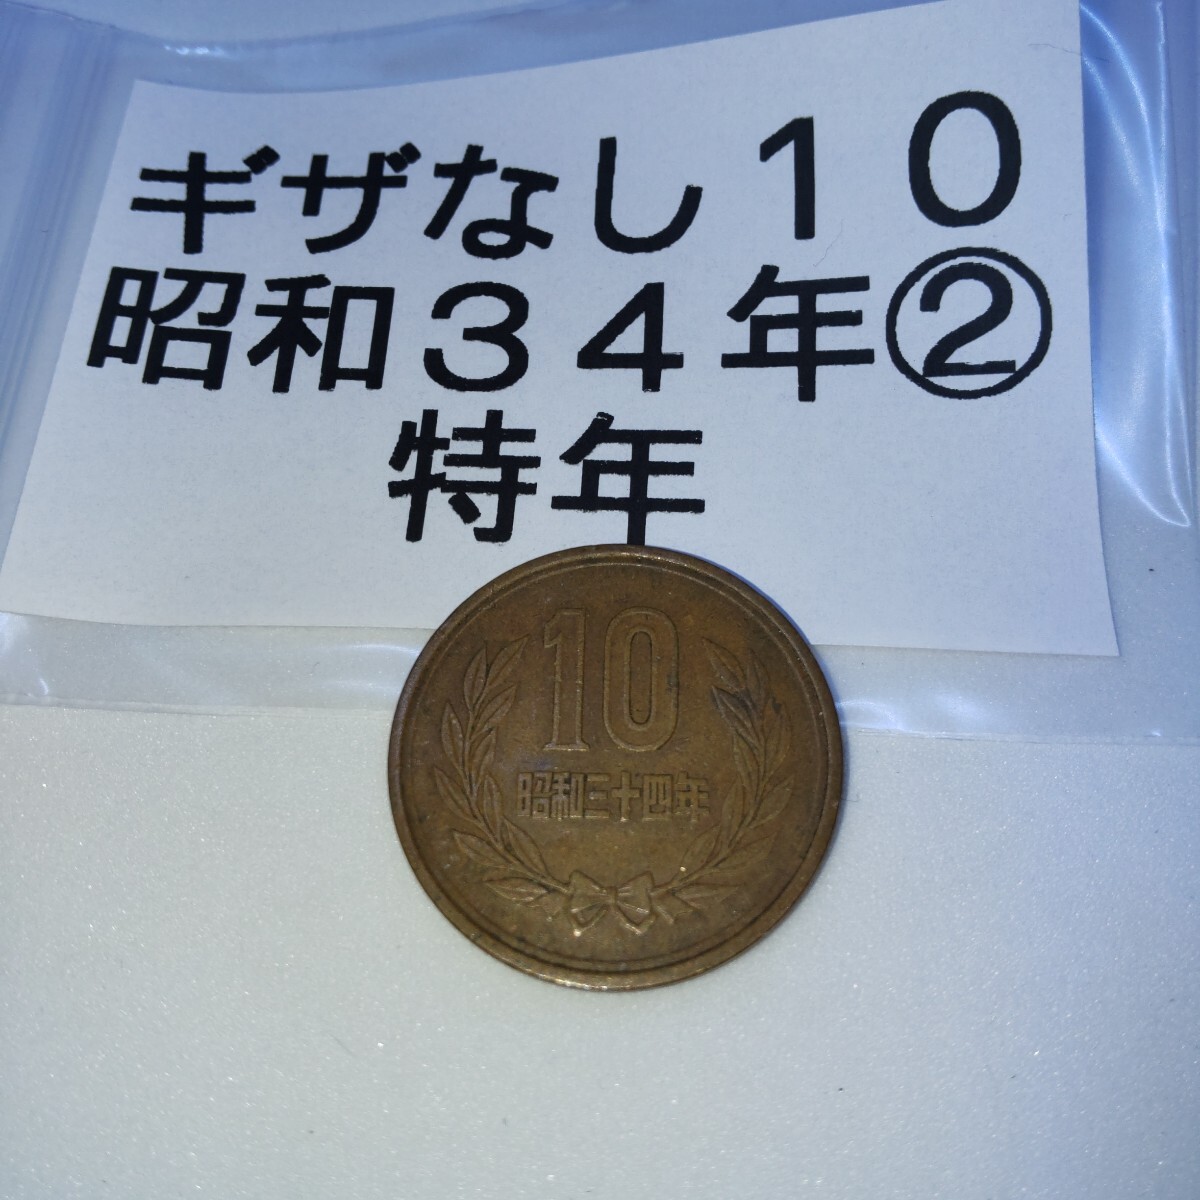 ギザなし１０
昭和３４年②
特年
10
昭和三十四年